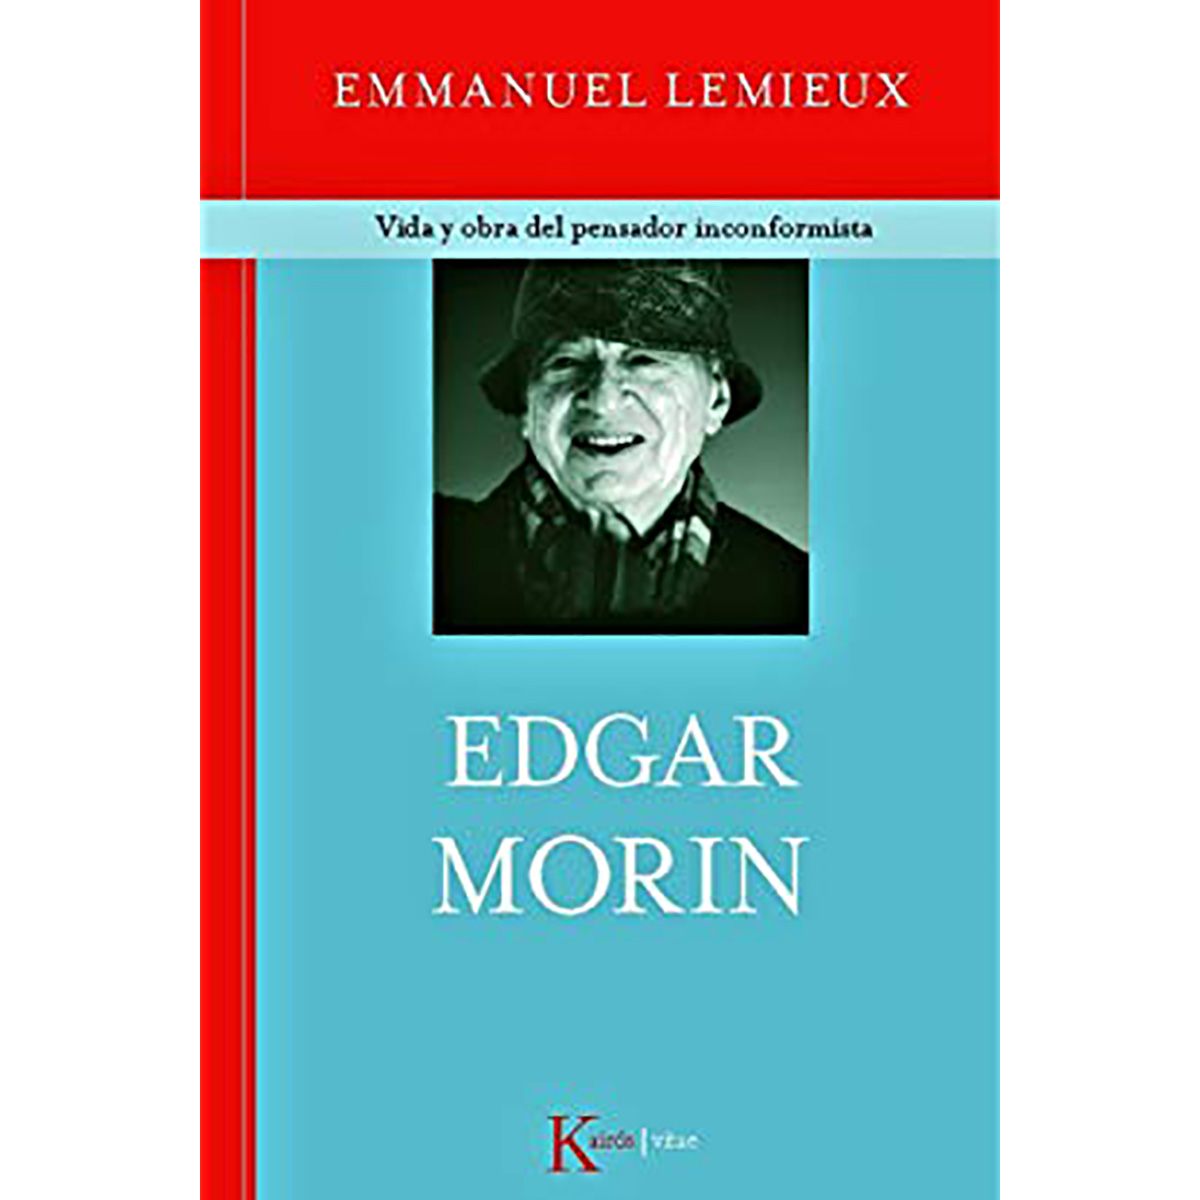 EMMANUEL LEMIEUX
Vida y obra del pensador inconformista
EDGAR
MORIN
Kairós | vitae